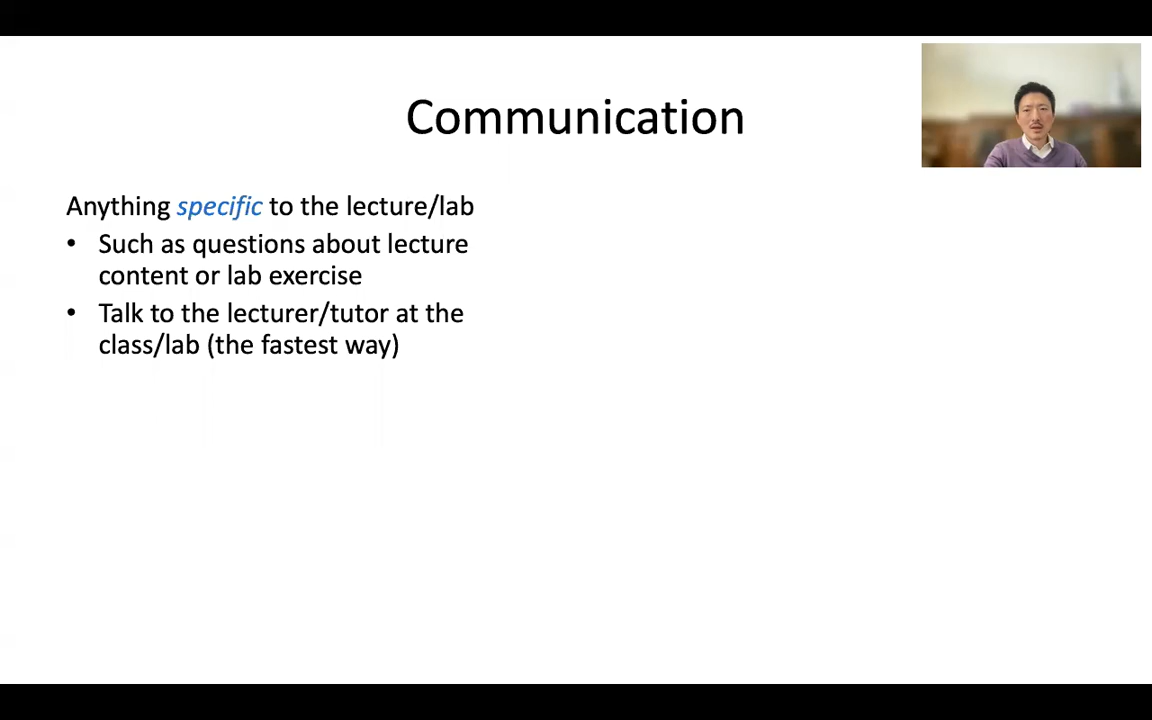 Communication
Anything specific to the lecture/lab
• Such as questions about lecture
content or lab exercise
• Talk to the lecturer/tutor at the
class/lab (the fastest way)